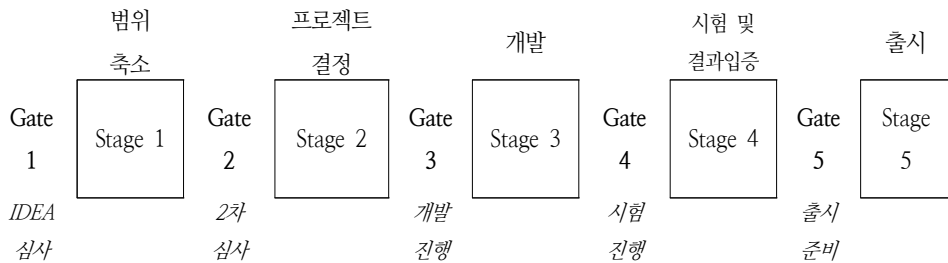 범위
축소
프로젝트
결정
개발
시험 및
결과입증
출시
Gate
1
Stage 1
Gate
2
Stage 2
Gate
3
Stage 3
Gate
4
Stage 4
Gate
5
Stage
5
IDEA
심사
2차
심사
개발
진행
시험
진행
출시
준비